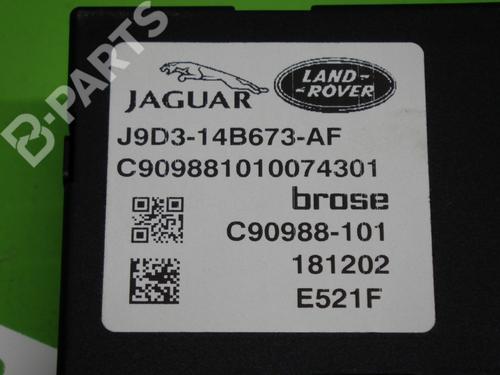 B-PARTS
JAGUAR
LAND-
ROVER
J9D3-14B673-AF
C909881010074301
brose
C90988-101
181202
E521F